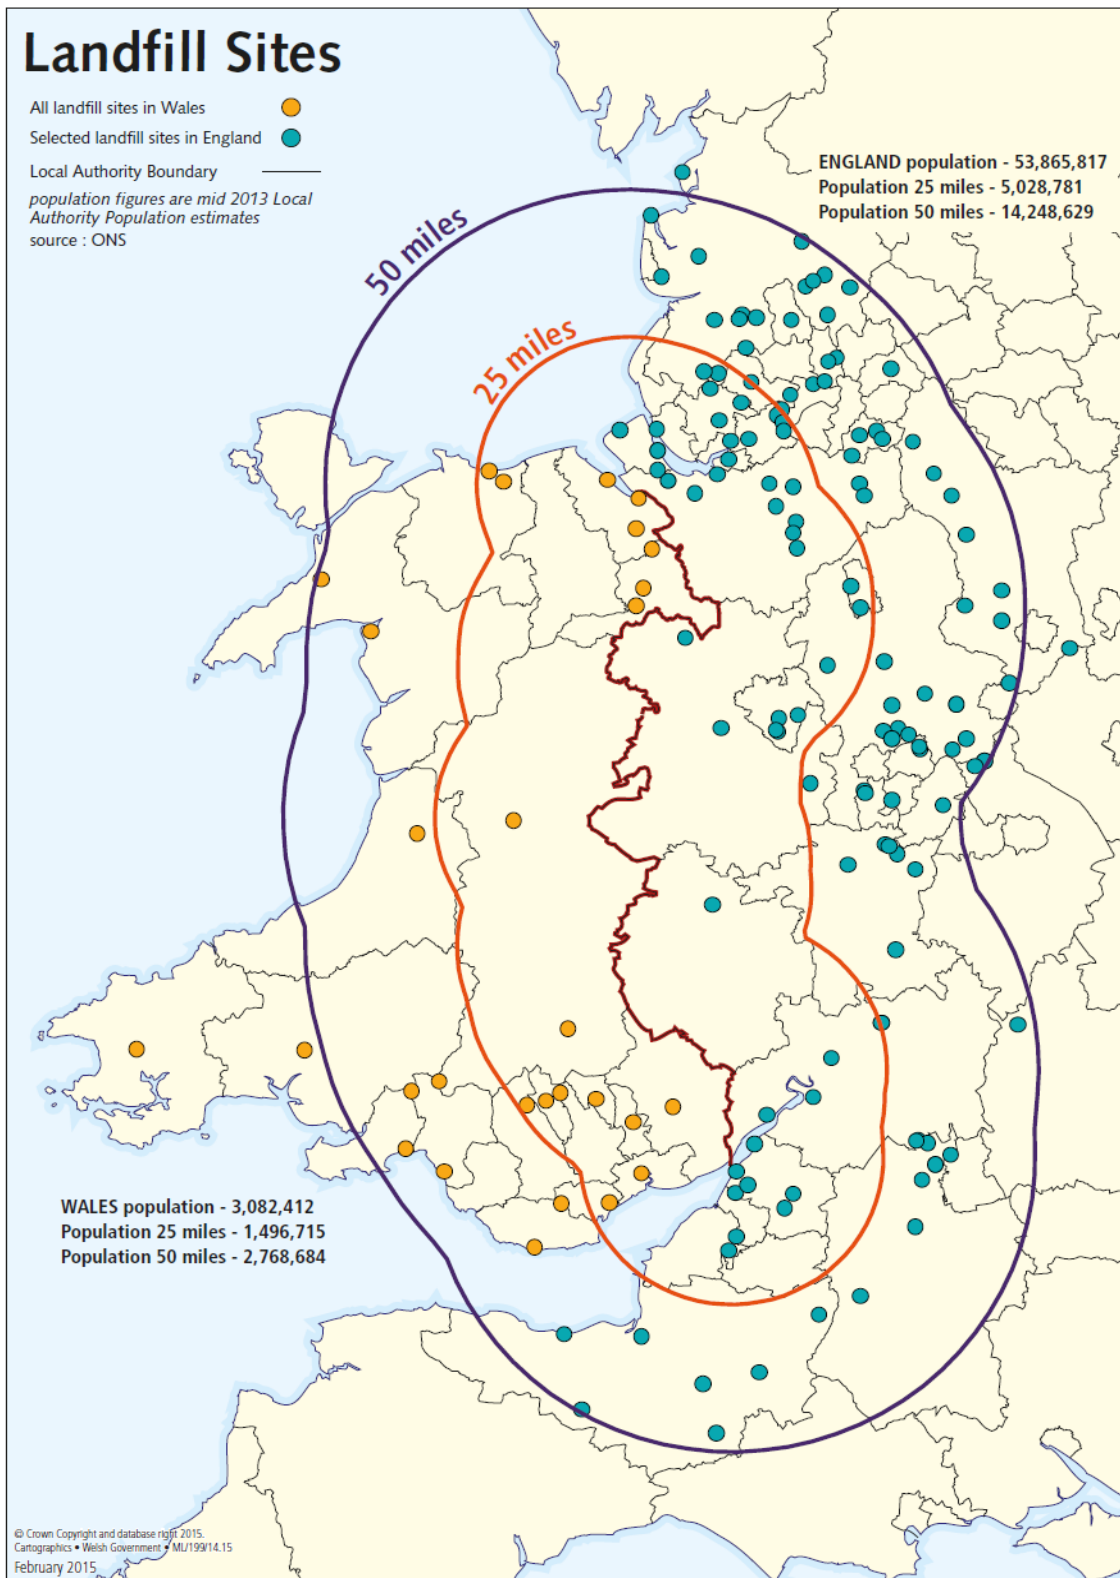 Landfill Sites
All landfill sites in Wales
Selected landfill sites in England
Local Authority Boundary
population figures are mid 2013 Local
Authority Population estimates
source : ONS
ENGLAND population - 53,865,817
Population 25 miles - 5,028,781
Population 50 miles - 14,248,629
50 miles
25 miles
WALES population - 3,082,412
Population 25 miles - 1,496,715
Population 50 miles - 2,768,684
© Crown Copyright and database right 2015.
Cartographics • Welsh Government • ML/199/14.15
February 2015